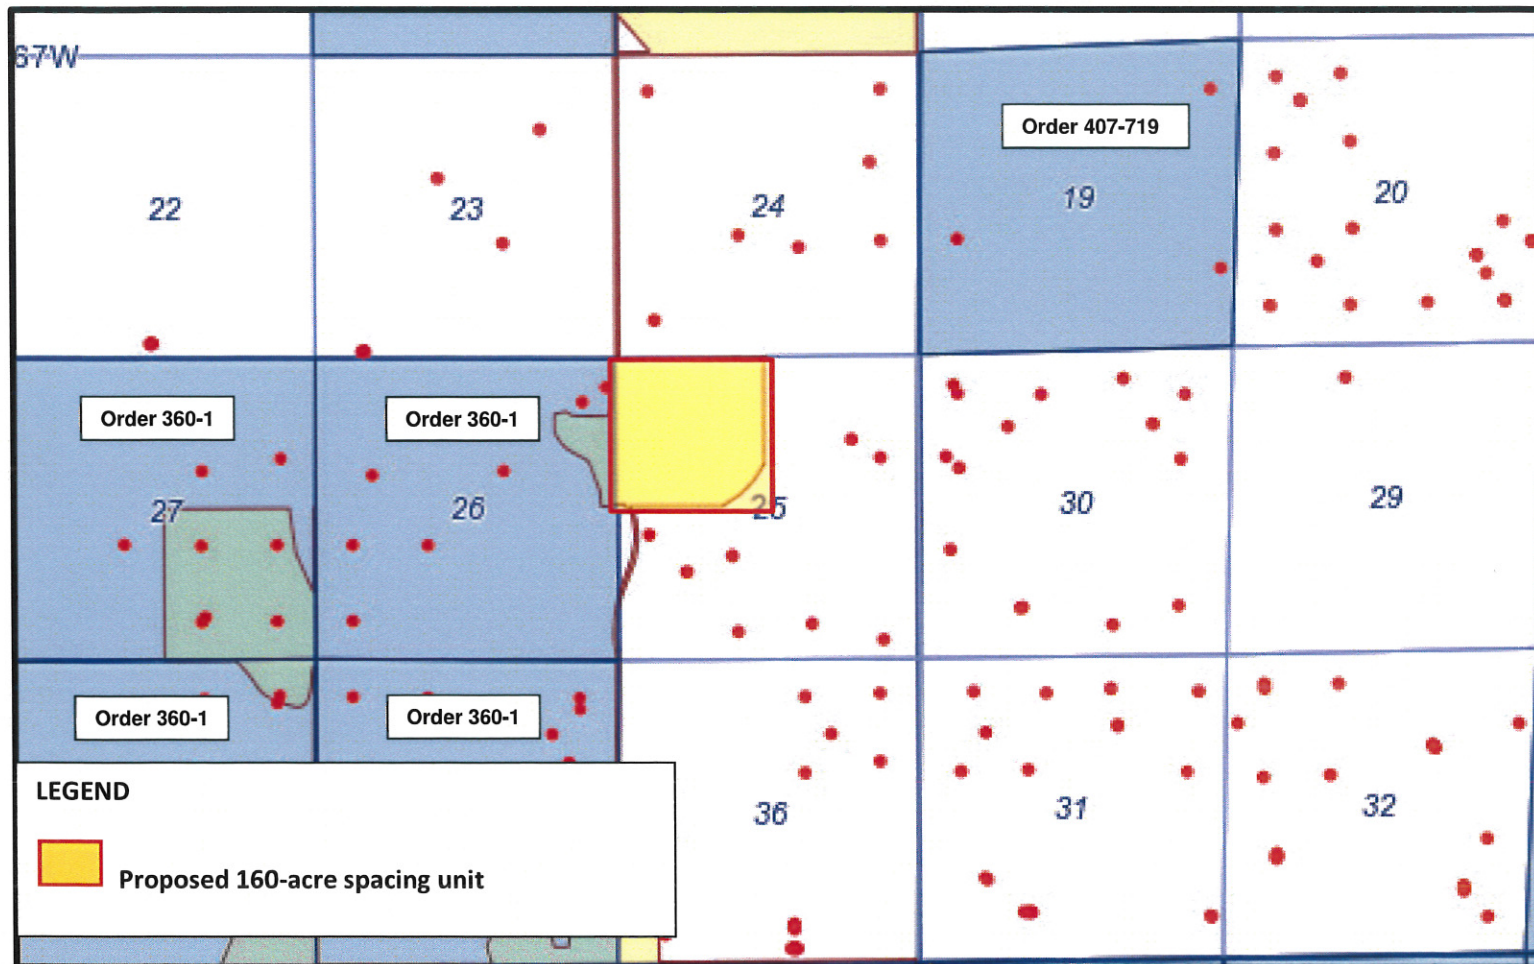 67W
Order 407-719
22
23
24
19
20
Order 360-1
Order 360-1
27
26
25
30
29
Order 360-1
Order 360-1
LEGEND
Proposed 160-acre spacing unit
36
31
32